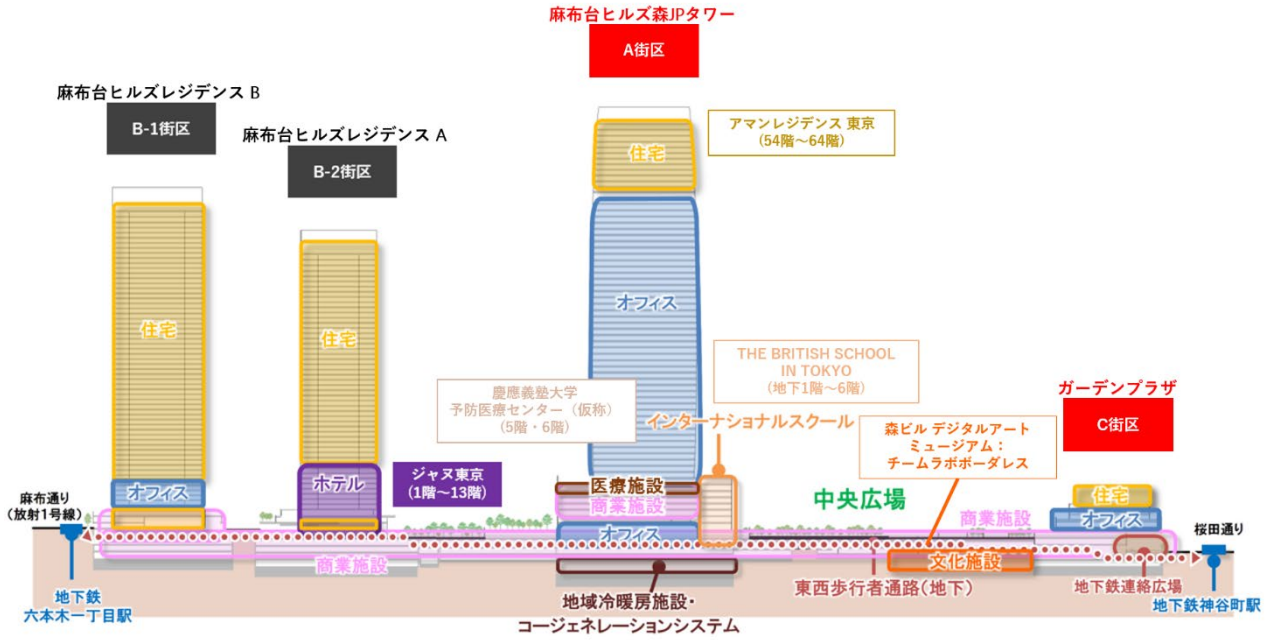 麻布台ヒルズ森JPタワー
A街区
麻布台ヒルズレジデンス B
B-1街区
麻布台ヒルズレジデンス A
B-2街区
アマンレジデンス 東京
(54階～64階)
住宅
オフィス
住宅
住宅
THE BRITISH SCHOOL
IN TOKYO
(地下1階～6階)
慶應義塾大学
予防医療センター（仮称）
(5階・6階)
インターナショナルスクール
ガーデンプラザ
C街区
森ビル デジタルアート
ミュージアム：
チームラボボーダレス
ジャヌ東京
(1階～13階)
ホテル
オフィス
医療施設
商業施設
オフィス
中央広場
商業施設
住宅
オフィス
麻布通り
(放射1号線)
桜田通り
商業施設
文化施設
東西歩行者通路(地下)
地下鉄連絡広場
地下鉄
六本木一丁目駅
地下鉄神谷町駅
地域冷暖房施設・
コージェネレーションシステム